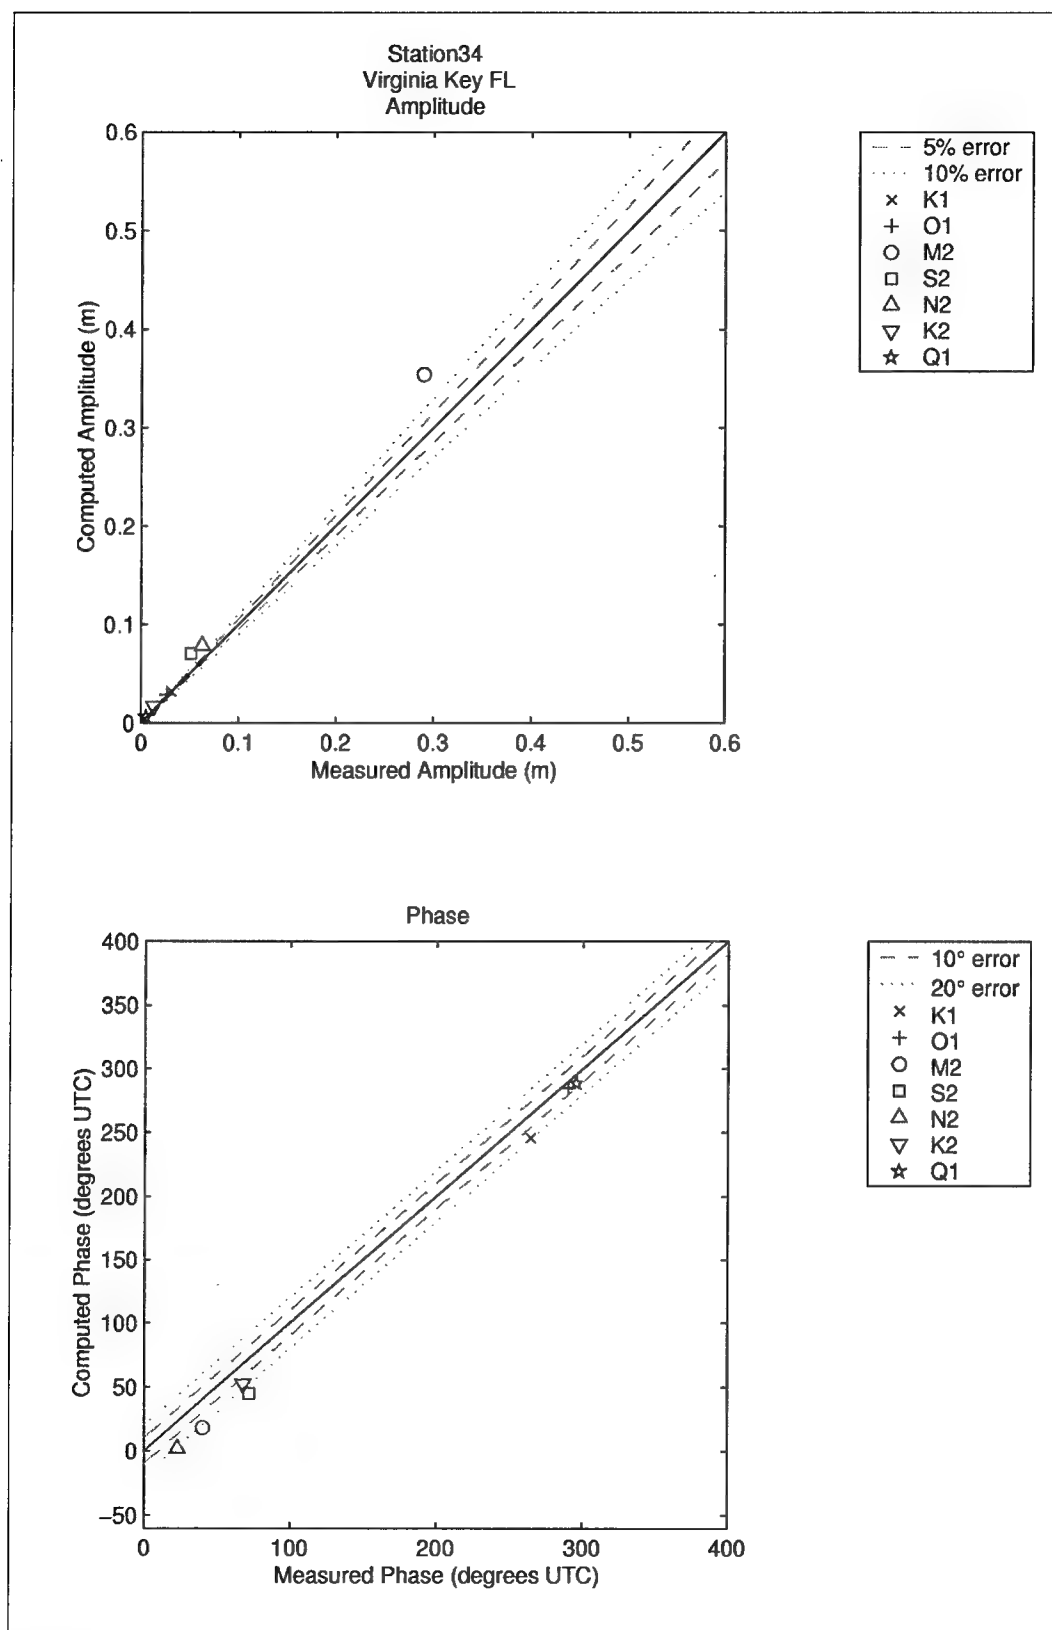 Station34
Virginia Key FL
Amplitude
0.6
0.5
0.4
0.3
0.2
0.1
0
Computed Amplitude (m)
0 0.1 0.2 0.3 0.4 0.5 0.6
Measured Amplitude (m)
5% error
10% error
K1
O1
M2
S2
N2
K2
Q1
Phase
400
350
300
250
200
150
100
50
0
−50
Computed Phase (degrees UTC)
0 100 200 300 400
Measured Phase (degrees UTC)
10° error
20° error
K1
O1
M2
S2
N2
K2
Q1